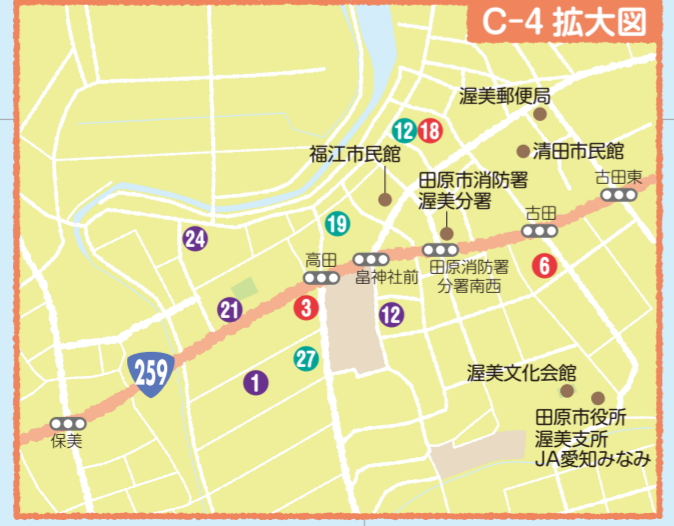 C-4 拡大図
渥美郵便局
12 18
清田市民館
福江市民館
田原市消防署
渥美分署
古田東
19
古田
24
高田
畠神社前
田原消防署
分署南西
6
21
3
12
259
27
1
渥美文化会館
保美
田原市役所
渥美支所
JA愛知みなみ